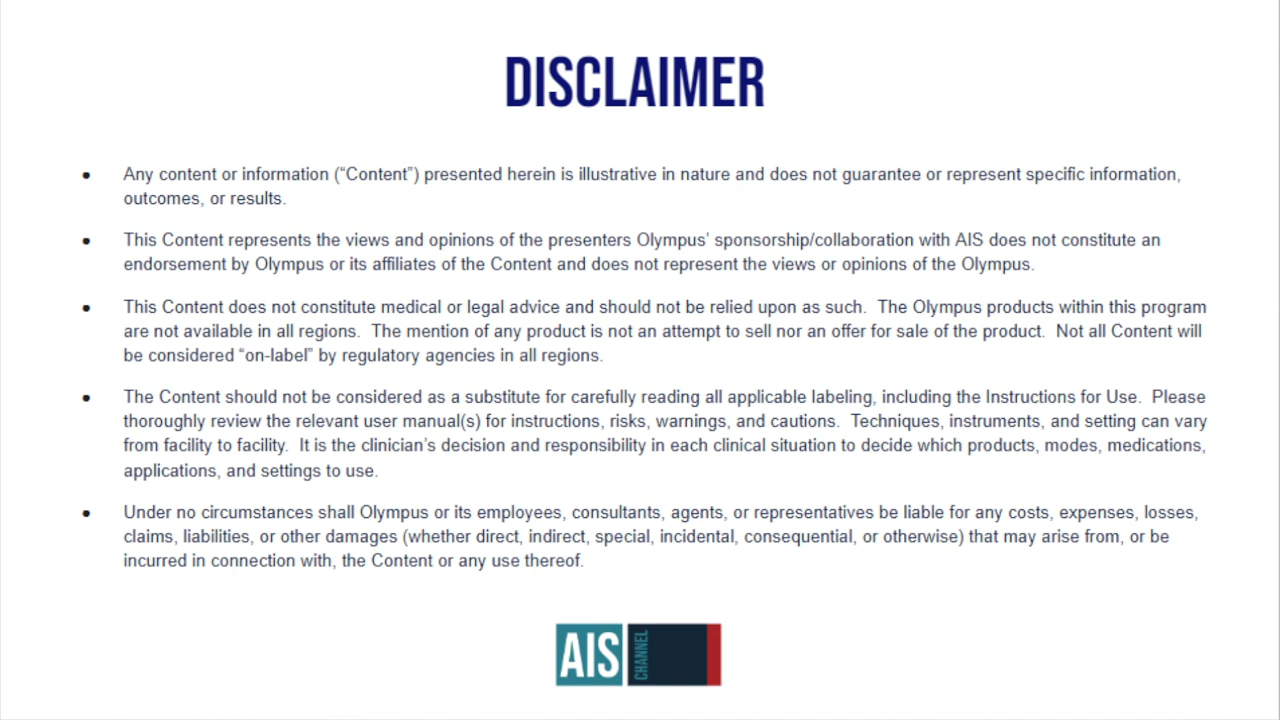 DISCLAIMER
• Any content or information (“Content”) presented herein is illustrative in nature and does not guarantee or represent specific information,
outcomes, or results.
• This Content represents the views and opinions of the presenters Olympus’ sponsorship/collaboration with AIS does not constitute an
endorsement by Olympus or its affiliates of the Content and does not represent the views or opinions of the Olympus.
• This Content does not constitute medical or legal advice and should not be relied upon as such.  The Olympus products within this program
are not available in all regions.  The mention of any product is not an attempt to sell nor an offer for sale of the product.  Not all Content will
be considered “on-label” by regulatory agencies in all regions.
• The Content should not be considered as a substitute for carefully reading all applicable labeling, including the Instructions for Use.  Please
thoroughly review the relevant user manual(s) for instructions, risks, warnings, and cautions.  Techniques, instruments, and setting can vary
from facility to facility.  It is the clinician’s decision and responsibility in each clinical situation to decide which products, modes, medications,
applications, and settings to use.
• Under no circumstances shall Olympus or its employees, consultants, agents, or representatives be liable for any costs, expenses, losses,
claims, liabilities, or other damages (whether direct, indirect, special, incidental, consequential, or otherwise) that may arise from, or be
incurred in connection with, the Content or any use thereof.
AIS
CHANNEL